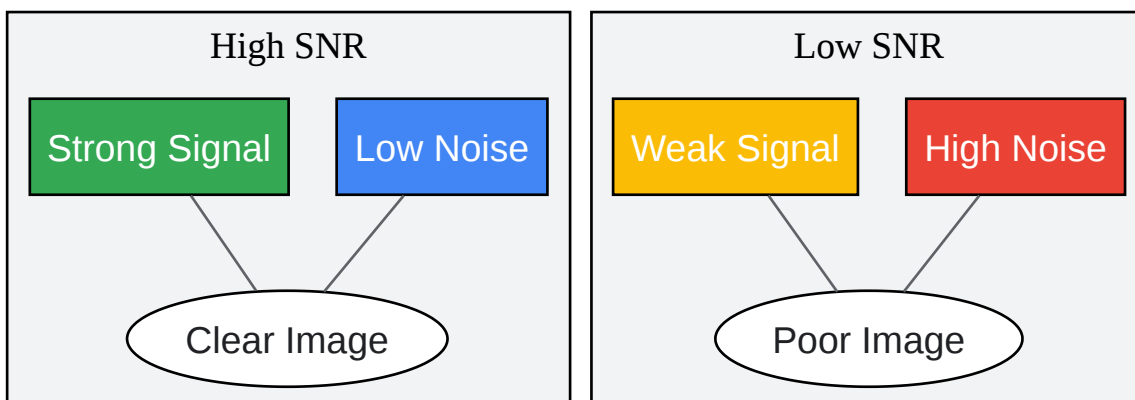 High SNR
Strong Signal
Low Noise
Clear Image
Low SNR
Weak Signal
High Noise
Poor Image